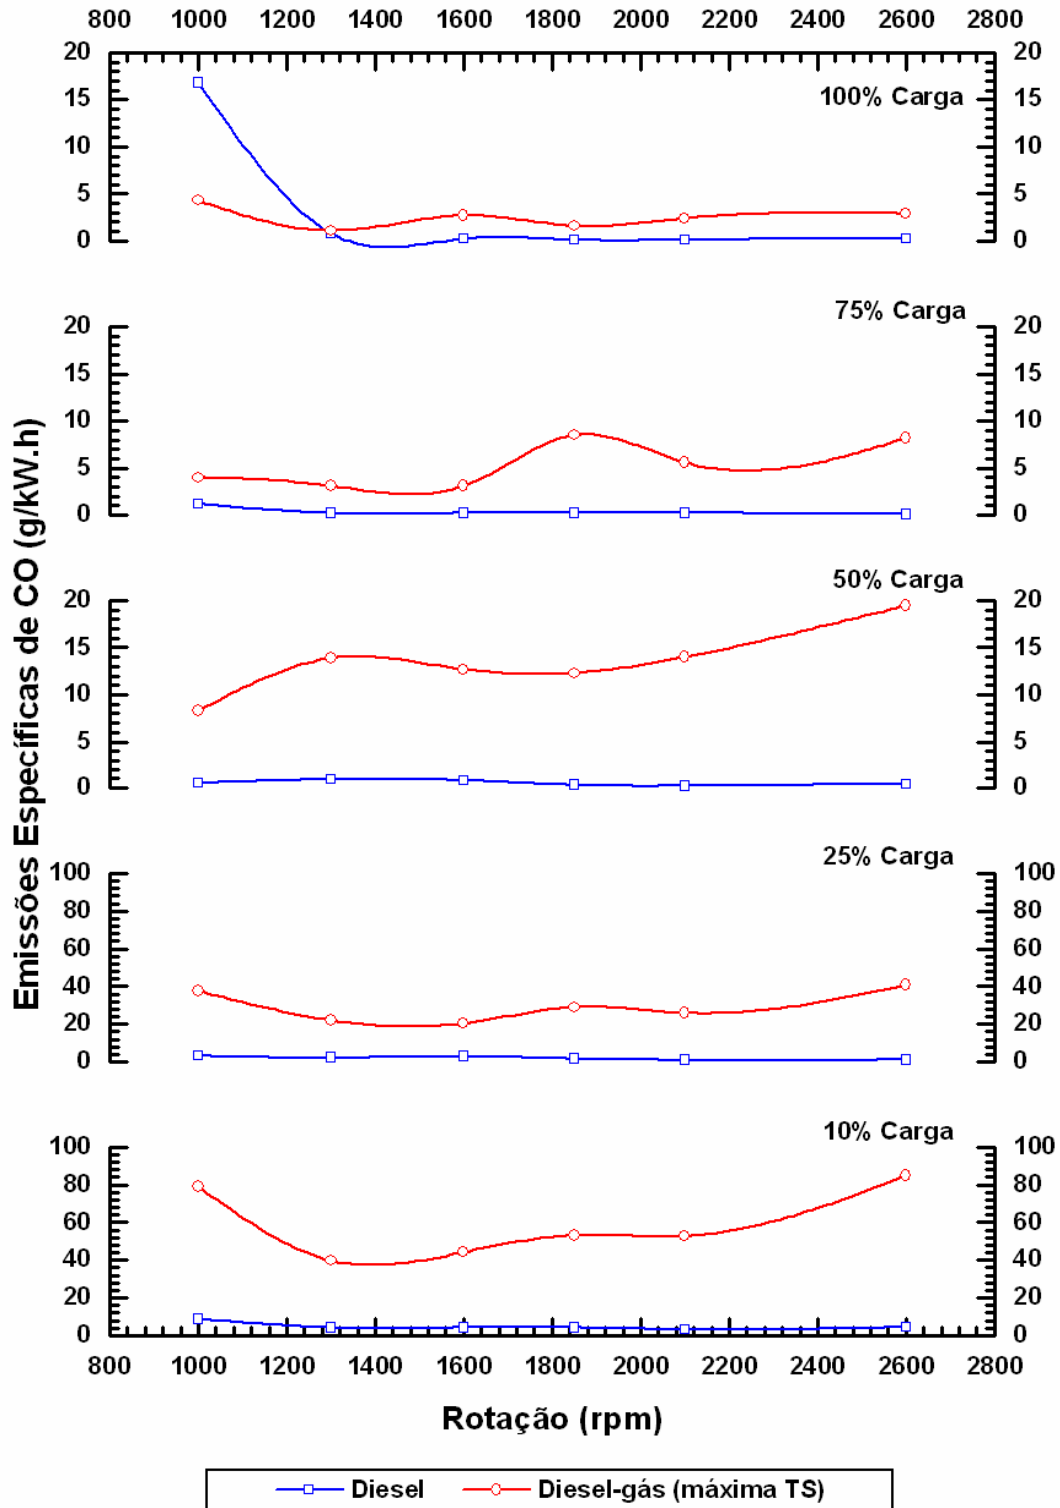 800 1000 1200 1400 1600 1800 2000 2200 2400 2600 2800
20 20
100% Carga
15 15
10 10
5 5
0 0
75% Carga
20 20
15 15
10 10
5 5
0 0
50% Carga
20 20
15 15
10 10
5 5
0 0
25% Carga
100 100
80 80
60 60
40 40
20 20
0 0
10% Carga
100 100
80 80
60 60
40 40
20 20
0 0
800 1000 1200 1400 1600 1800 2000 2200 2400 2600 2800
Emissões Específicas de CO (g/kW.h)
Rotação (rpm)
Diesel Diesel-gás (máxima TS)